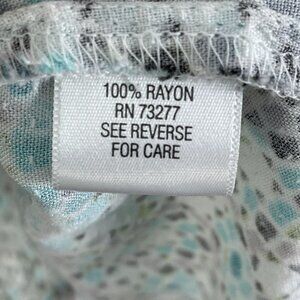 100% RAYON
RN 73277
SEE REVERSE
FOR CARE